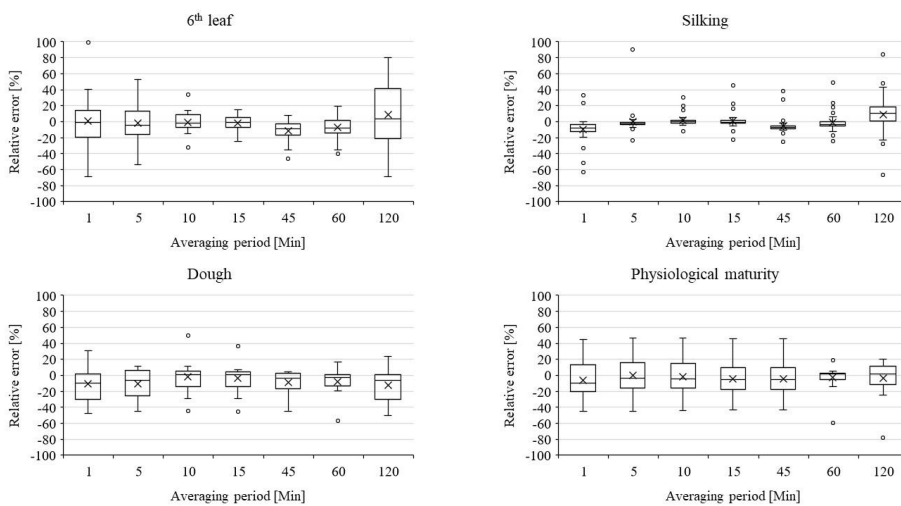 6th leaf
100
80
60
40
20
0
-20
-40
-60
-80
-100
Relative error [%]
1 5 10 15 45 60 120
Averaging period [Min]
Silking
100
80
60
40
20
0
-20
-40
-60
-80
-100
Relative error [%]
1 5 10 15 45 60 120
Averaging period [Min]
Dough
100
80
60
40
20
0
-20
-40
-60
-80
-100
Relative error [%]
1 5 10 15 45 60 120
Averaging period [Min]
Physiological maturity
100
80
60
40
20
0
-20
-40
-60
-80
-100
Relative error [%]
1 5 10 15 45 60 120
Averaging period [Min]